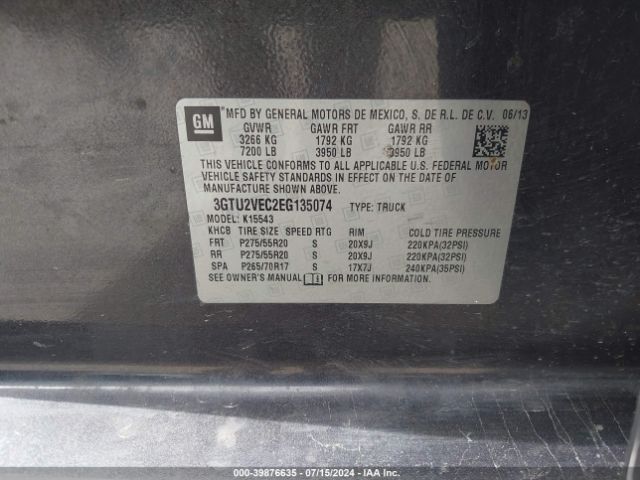 GM
MFD BY GENERAL MOTORS DE MEXICO, S. DE R.L. DE C.V. 06/13
GVWR GAWR FRT GAWR RR
3266 KG 1792 KG 1792 KG
7200 LB 3950 LB 3950 LB
THIS VEHICLE CONFORMS TO ALL APPLICABLE U.S. FEDERAL MOTOR
VEHICLE SAFETY STANDARDS IN EFFECT ON THE DATE OF
MANUFACTURE SHOWN ABOVE.
3GTU2VEC2EG135074 TYPE: TRUCK
MODEL: K15543
KHCB TIRE SIZE SPEED RTG RIM COLD TIRE PRESSURE
FRT P275/55R20 S 20X9J 220KPA(32PSI)
RR P275/55R20 S 20X9J 220KPA(32PSI)
SPA P265/70R17 S 17X7J 240KPA(35PSI)
SEE OWNER'S MANUAL FOR MORE INFORMATION.
000-39876635 - 07/15/2024 - IAA Inc.